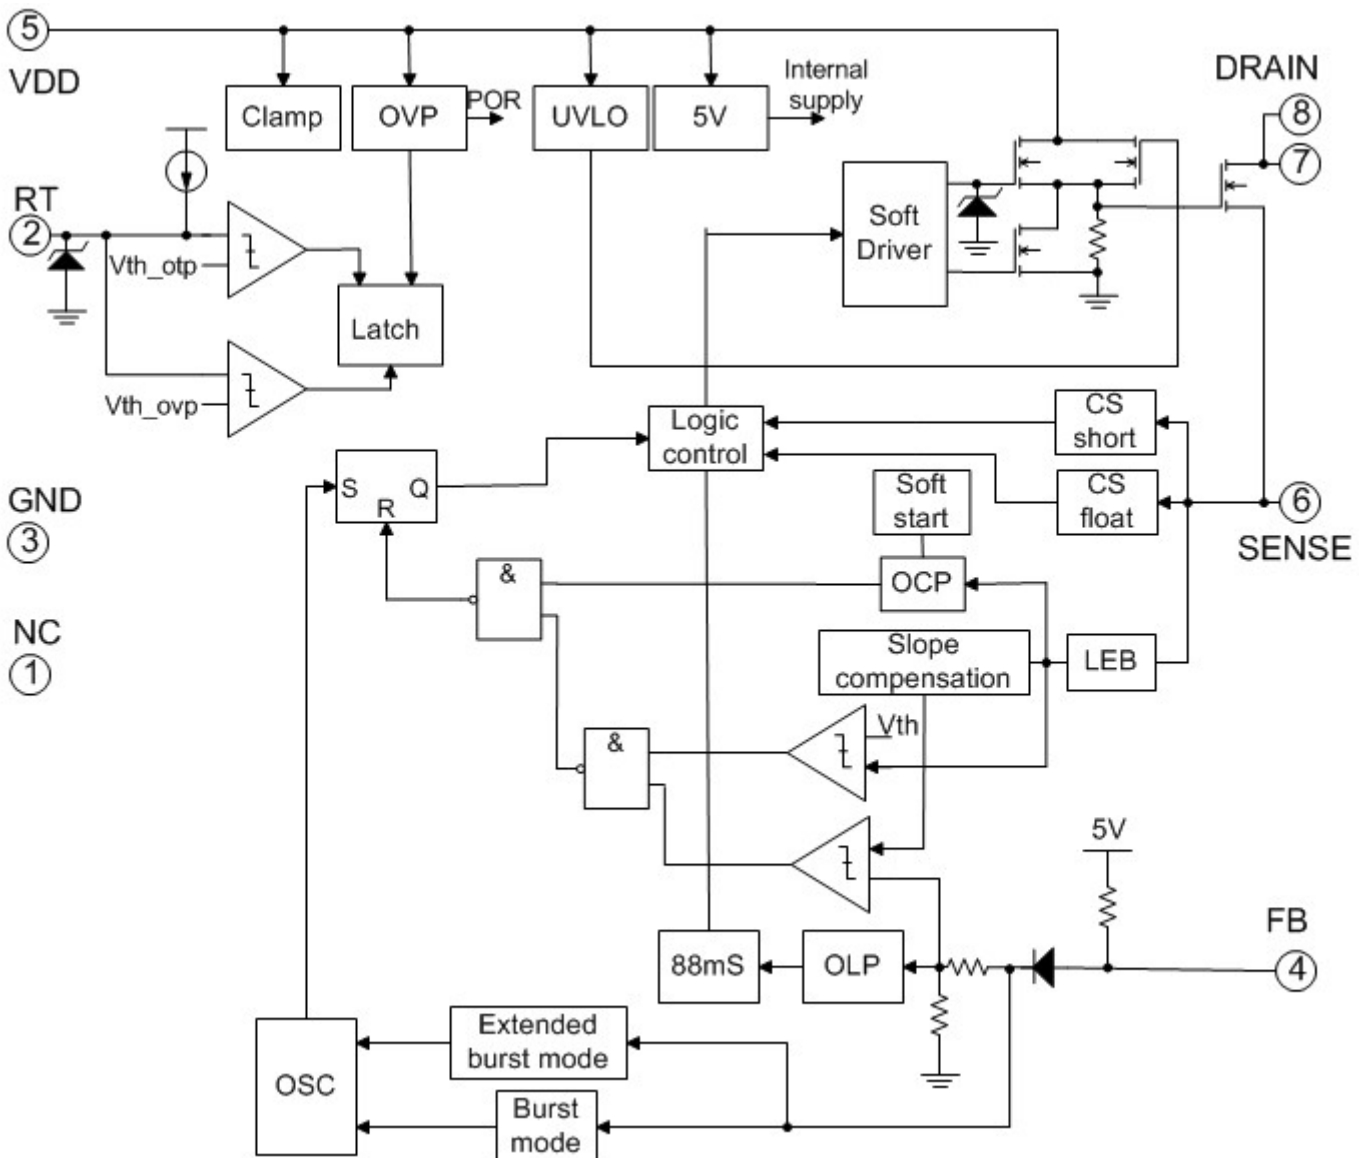 5
VDD
Clamp
OVP
POR
UVLO
5V
Internal
supply
DRAIN
8
7
RT
2
Vth_otp
Latch
Vth_ovp
Soft
Driver
Logic
control
CS
short
CS
float
6
SENSE
GND
3
S
Q
R
Soft
start
&
OCP
NC
1
Slope
compensation
LEB
&
Vth
5V
FB
4
88mS
OLP
Extended
burst mode
OSC
Burst
mode